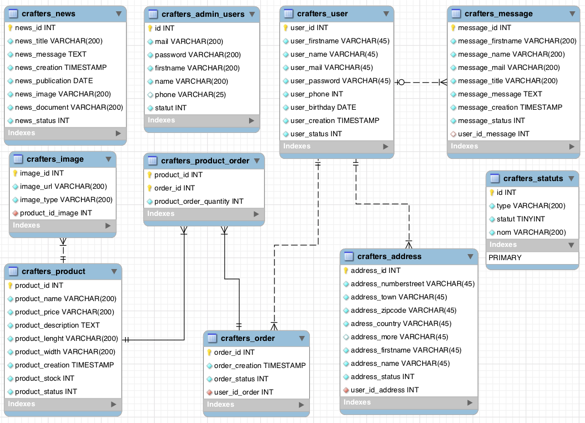 crafters_news
news_id INT
news_title VARCHAR(200)
news_message TEXT
news_creation TIMESTAMP
news_publication DATE
news_image VARCHAR(200)
news_document VARCHAR(200)
news_status INT
Indexes
crafters_admin_users
id INT
mail VARCHAR(200)
password VARCHAR(200)
firstname VARCHAR(200)
name VARCHAR(200)
phone VARCHAR(25)
statut INT
Indexes
crafters_user
user_id INT
user_firstname VARCHAR(45)
user_name VARCHAR(45)
user_mail VARCHAR(45)
user_password VARCHAR(45)
user_phone INT
user_birthday DATE
user_creation TIMESTAMP
user_status INT
Indexes
crafters_message
message_id INT
message_firstname VARCHAR(200)
message_name VARCHAR(200)
message_mail VARCHAR(200)
message_title VARCHAR(200)
message_message TEXT
message_creation TIMESTAMP
message_status INT
user_id_message INT
Indexes
crafters_image
image_id INT
image_url VARCHAR(200)
image_type VARCHAR(200)
product_id_image INT
Indexes
crafters_product_order
product_id INT
order_id INT
product_order_quantity INT
Indexes
crafters_statuts
id INT
type VARCHAR(200)
statut TINYINT
nom VARCHAR(200)
Indexes
PRIMARY
crafters_product
product_id INT
product_name VARCHAR(200)
product_price VARCHAR(200)
product_description TEXT
product_lenght VARCHAR(200)
product_width VARCHAR(200)
product_creation TIMESTAMP
product_stock INT
product_status INT
Indexes
crafters_order
order_id INT
order_creation TIMESTAMP
order_status INT
user_id_order INT
Indexes
crafters_address
address_id INT
address_numberstreet VARCHAR(45)
address_town VARCHAR(45)
address_zipcode VARCHAR(45)
adress_country VARCHAR(45)
address_more VARCHAR(45)
address_firstname VARCHAR(45)
address_name VARCHAR(45)
address_status INT
user_id_address INT
Indexes